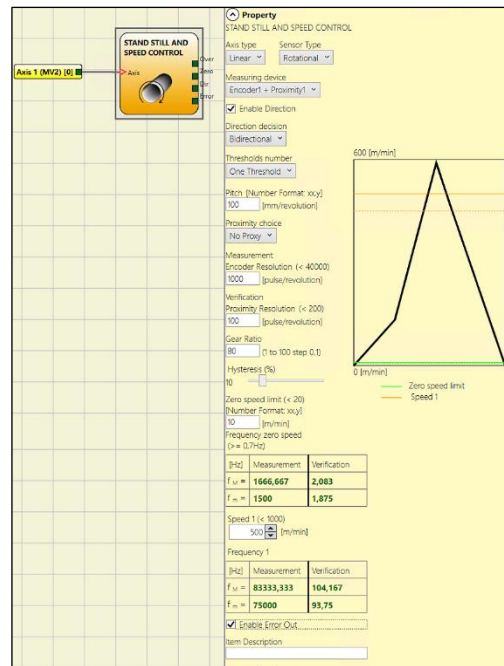 Property
STAND STILL AND SPEED CONTROL
Axis type Sensor Type
Linear Rotational
Measuring device
Encoder1 + Proximity1
Enable Direction
Direction decision
Bidirectional
Thresholds number
One Threshold
Pitch [Number Format: xx,y]
100 [mm/revolution]
Proximity choice
No Proxy
Measurement
Encoder Resolution (< 40000)
1000 [pulse/revolution]
Verification
Proximity Resolution (< 200)
100 [pulse/revolution]
Gear Ratio
80 (1 to 100 step 0,1)
Hysteresis (%)
10
Zero speed limit (< 20)
[Number Format: xx,y]
10 [m/min]
Frequency zero speed
(>= 0,7Hz)
[Hz] Measurement Verification
f M = 1666,667 2,083
f m = 1500 1,875
Speed 1 (< 1000)
500 [m/min]
Frequency 1
[Hz] Measurement Verification
f M = 83333,333 104,167
f m = 75000 93,75
Enable Error Out
Item Description
STAND STILL AND
SPEED CONTROL
Axis 1 (MV2) [0]
Axis
Over
Zero
Dir
Error
600 [m/min]
0 [m/min]
Zero speed limit
Speed 1